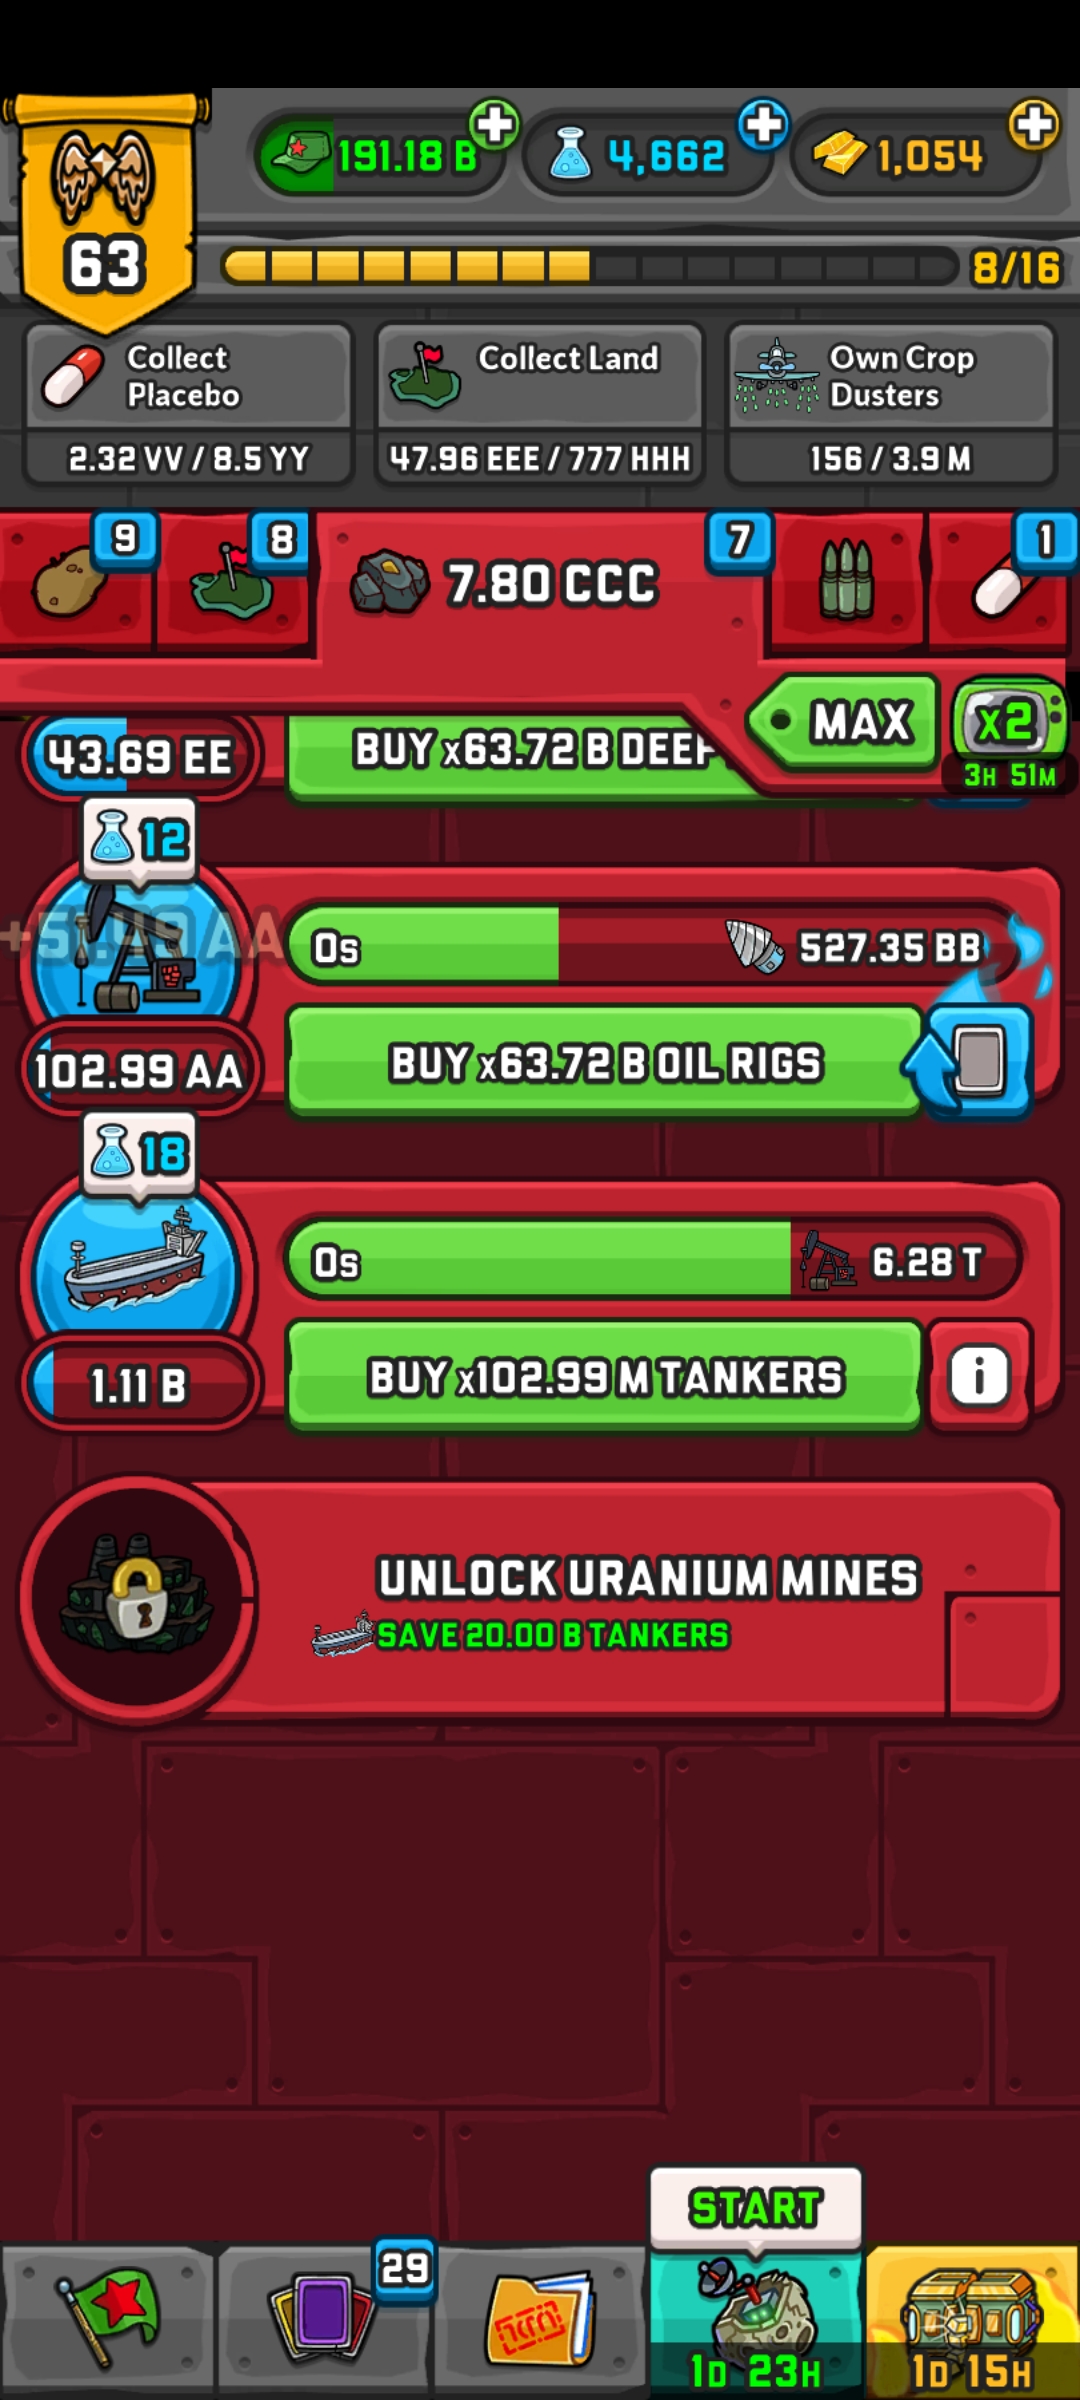 191.18 B
4,662
1,054
63
8/16
Collect
Placebo
2.32 VV / 8.5 YY
Collect Land
47.96 EEE / 777 HHH
Own Crop
Dusters
156 / 3.9 M
9
8
7.80 CCC
7
1
MAX
x2
3H 51M
43.69 EE
BUY x63.72 B DEEP
12
+51.49 AA
0s
527.35 BB
102.99 AA
BUY x63.72 B OIL RIGS
18
0s
6.28 T
1.11 B
BUY x102.99 M TANKERS
i
UNLOCK URANIUM MINES
SAVE 20.00 B TANKERS
START
29
1D 23H
1D 15H